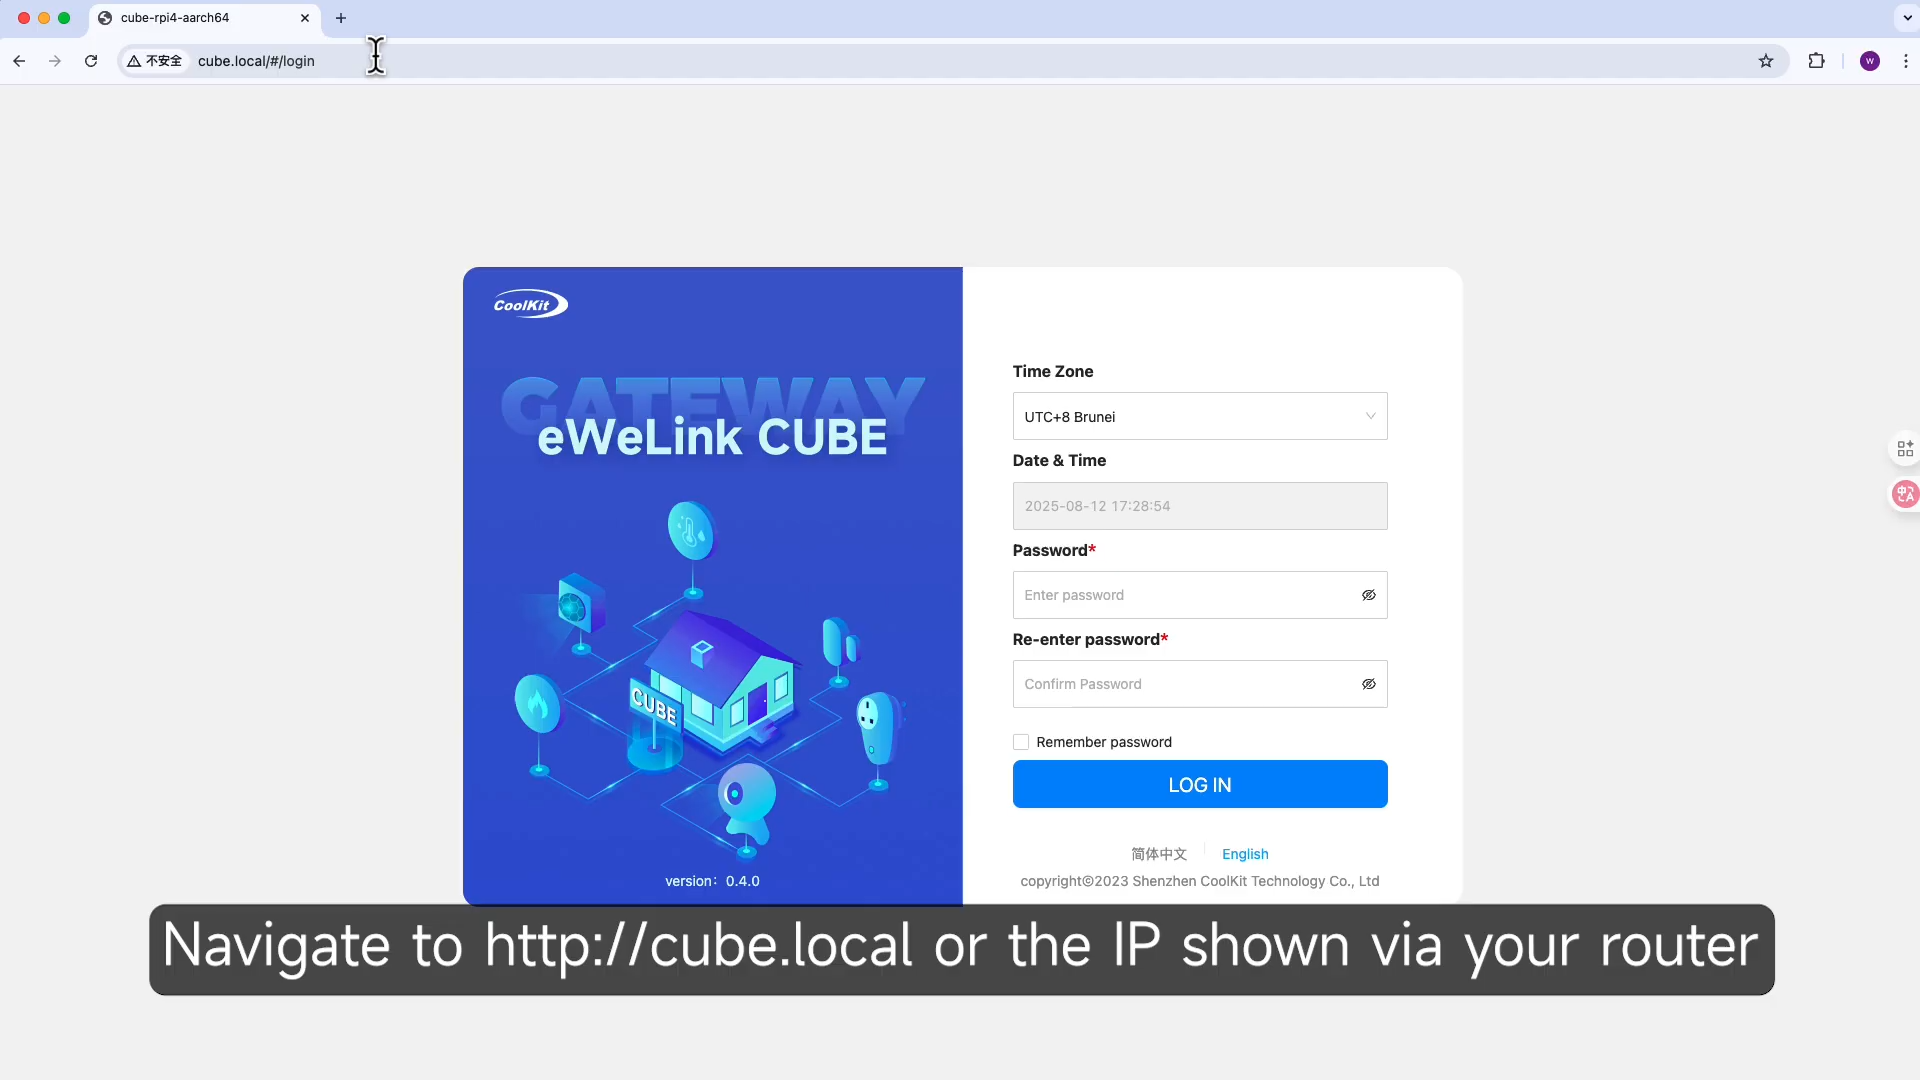 cube-rpi4-aarch64
不安全
cube.local/#/login
W
CoolKit
GATEWAY
eWeLink CUBE
CUBE
version: 0.4.0
Time Zone
UTC+8 Brunei
Date & Time
2025-08-12 17:28:54
Password*
Enter password
Re-enter password*
Confirm Password
Remember password
LOG IN
简体中文 English
copyright©2023 Shenzhen CoolKit Technology Co., Ltd
中A
Navigate to http://cube.local or the IP shown via your router